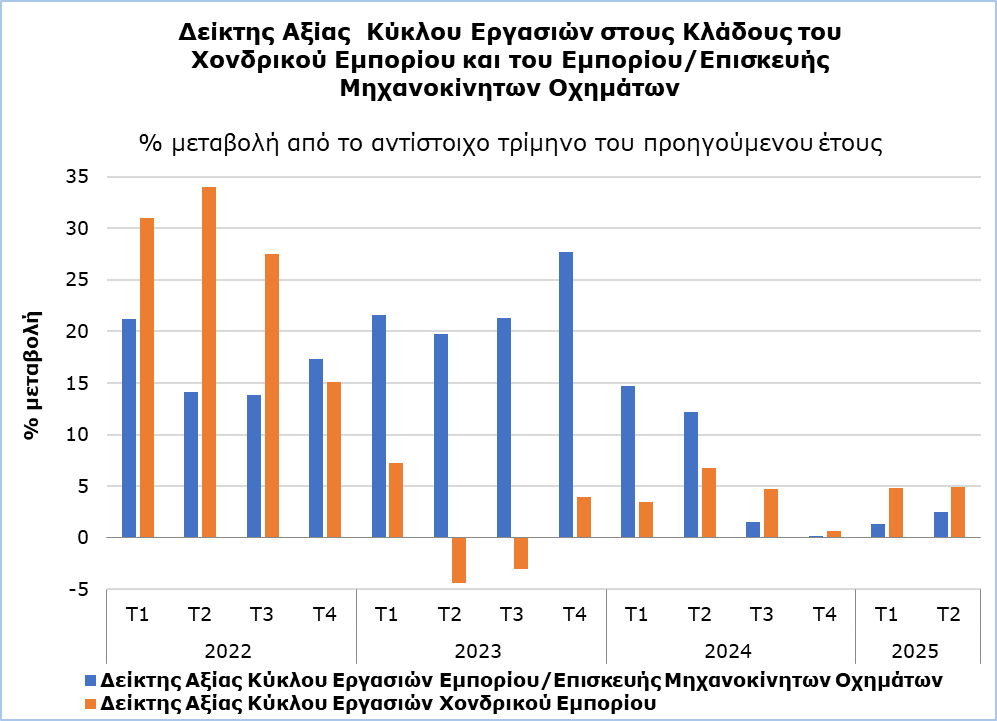 Δείκτης Αξίας  Κύκλου Εργασιών στους Κλάδους του
Χονδρικού Εμπορίου και του Εμπορίου/Επισκευής
Μηχανοκίνητων Οχημάτων
% μεταβολή από το αντίστοιχο τρίμηνο του προηγούμενου έτους
% μεταβολή
35
30
25
20
15
10
5
0
-5
Τ1 Τ2 Τ3 Τ4 Τ1 Τ2 Τ3 Τ4 Τ1 Τ2 Τ3 Τ4 Τ1 Τ2
2022 2023 2024 2025
Δείκτης Αξίας Κύκλου Εργασιών Εμπορίου/Επισκευής Μηχανοκίνητων Οχημάτων
Δείκτης Αξίας Κύκλου Εργασιών Χονδρικού Εμπορίου